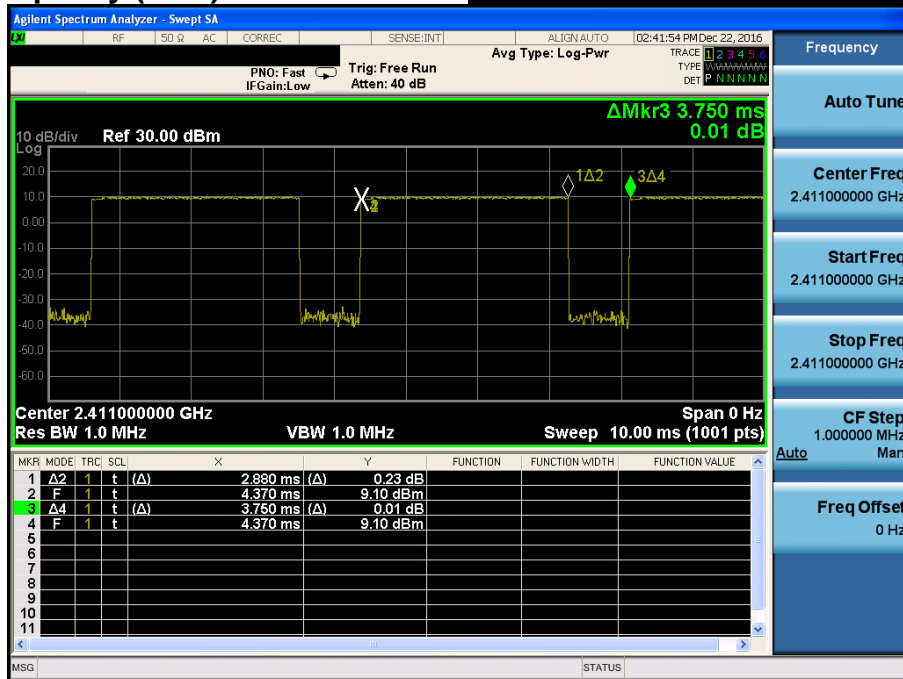 Agilent Spectrum Analyzer - Swept SA
LXI RF 50 Ω AC CORREC SENSE:INT ALIGN AUTO 02:41:54 PM Dec 22, 2016
PNO: Fast
IFGain:Low
Trig: Free Run
Atten: 40 dB
Avg Type: Log-Pwr
TRACE 1 2 3 4 5 6
TYPE
DET P N N N N N
ΔMkr3 3.750 ms
0.01 dB
10 dB/div Ref 30.00 dBm
Log
20.0
10.0
0.00
-10.0
-20.0
-30.0
-40.0
-50.0
-60.0
1Δ2
3Δ4
Center 2.411000000 GHz Span 0 Hz
Res BW 1.0 MHz VBW 1.0 MHz Sweep 10.00 ms (1001 pts)
MKR MODE TRC SCL X Y FUNCTION FUNCTION WIDTH FUNCTION VALUE
1 Δ2 1 t (Δ) 2.880 ms (Δ) 0.23 dB
2 F 1 t 4.370 ms 9.10 dBm
3 Δ4 1 t (Δ) 3.750 ms (Δ) 0.01 dB
4 F 1 t 4.370 ms 9.10 dBm
5
6
7
8
9
10
11
MSG STATUS
Frequency
Auto Tune
Center Freq
2.411000000 GHz
Start Freq
2.411000000 GHz
Stop Freq
2.411000000 GHz
CF Step
1.000000 MHz
Auto Man
Freq Offset
0 Hz